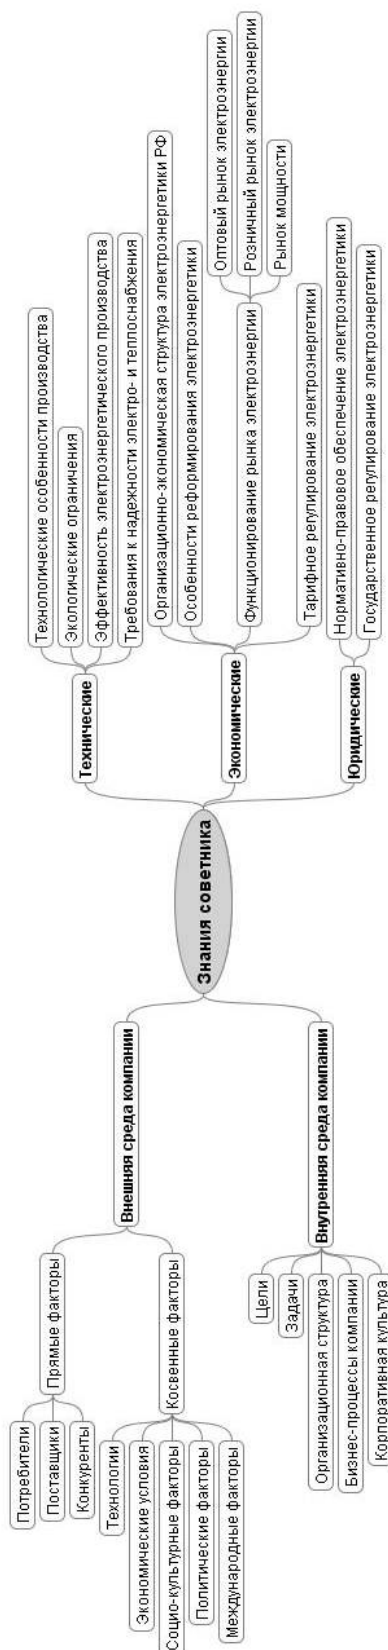 Знания советника
Внешняя среда компании
Прямые факторы
Потребители
Поставщики
Конкуренты
Косвенные факторы
Технологии
Экономические условия
Социо-культурные факторы
Политические факторы
Международные факторы
Внутренняя среда компании
Цели
Задачи
Организационная структура
Бизнес-процессы компании
Корпоративная культура
Технические
Технологические особенности производства
Экологические ограничения
Эффективность электроэнергетического производства
Требования к надежности электро- и теплоснабжения
Экономические
Организационно-экономическая структура электроэнергетики РФ
Особенности реформирования электроэнергетики
Функционирование рынка электроэнергии
Оптовый рынок электроэнергии
Розничный рынок электроэнергии
Рынок мощности
Тарифное регулирование электроэнергетики
Юридические
Нормативно-правовое обеспечение электроэнергетики
Государственное регулирование электроэнергетики